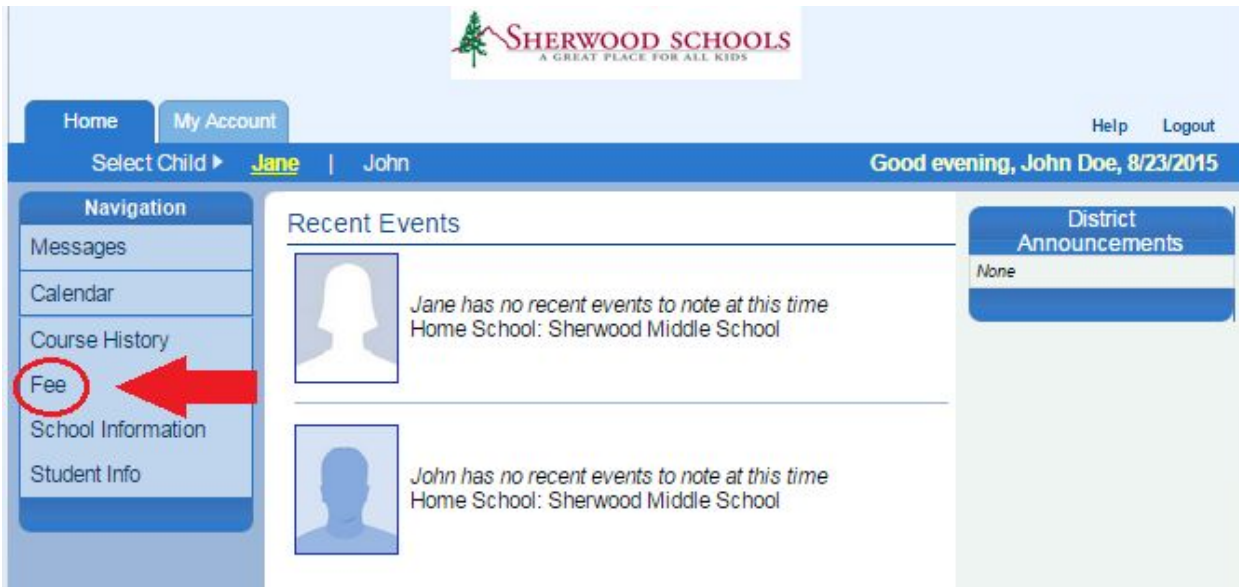 SHERWOOD SCHOOLS
A GREAT PLACE FOR ALL KIDS
Home My Account Help Logout
Select Child Jane | John Good evening, John Doe, 8/23/2015
Navigation
Messages
Calendar
Course History
Fee
School Information
Student Info
Recent Events
Jane has no recent events to note at this time
Home School: Sherwood Middle School
John has no recent events to note at this time
Home School: Sherwood Middle School
District
Announcements
None